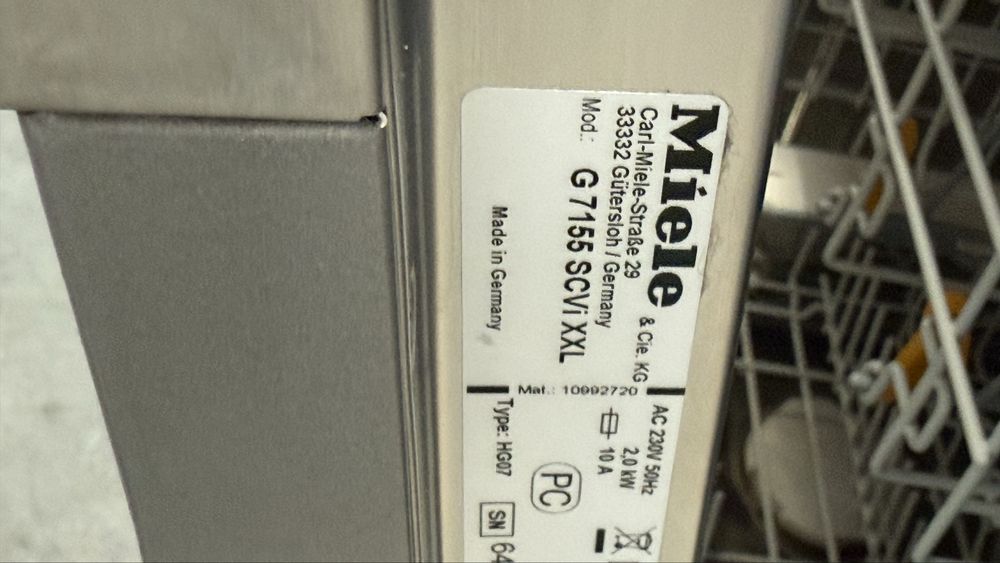 Miele & Cie. KG
Carl-Miele-Straße 29
33332 Gütersloh / Germany
Mod.: G 7155 SCVi XXL
Made in Germany
Mat.: 10992720
AC 230V 50Hz
2,0 kW
10 A
PC
Type: HG07
SN 64